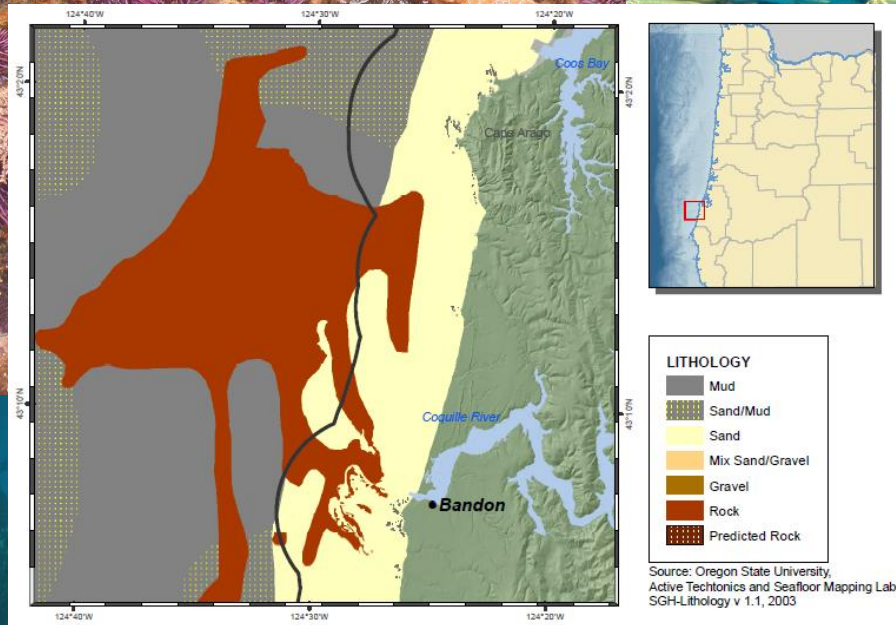 124°40'W
124°30'W
124°20'W
43°20'N
43°20'N
Coos Bay
Cape Arago
43°10'N
43°10'N
Coquille River
Bandon
124°40'W
124°30'W
124°20'W
LITHOLOGY
Mud
Sand/Mud
Sand
Mix Sand/Gravel
Gravel
Rock
Predicted Rock
Source: Oregon State University,
Active Techtonics and Seafloor Mapping Lab
SGH-Lithology v 1.1, 2003